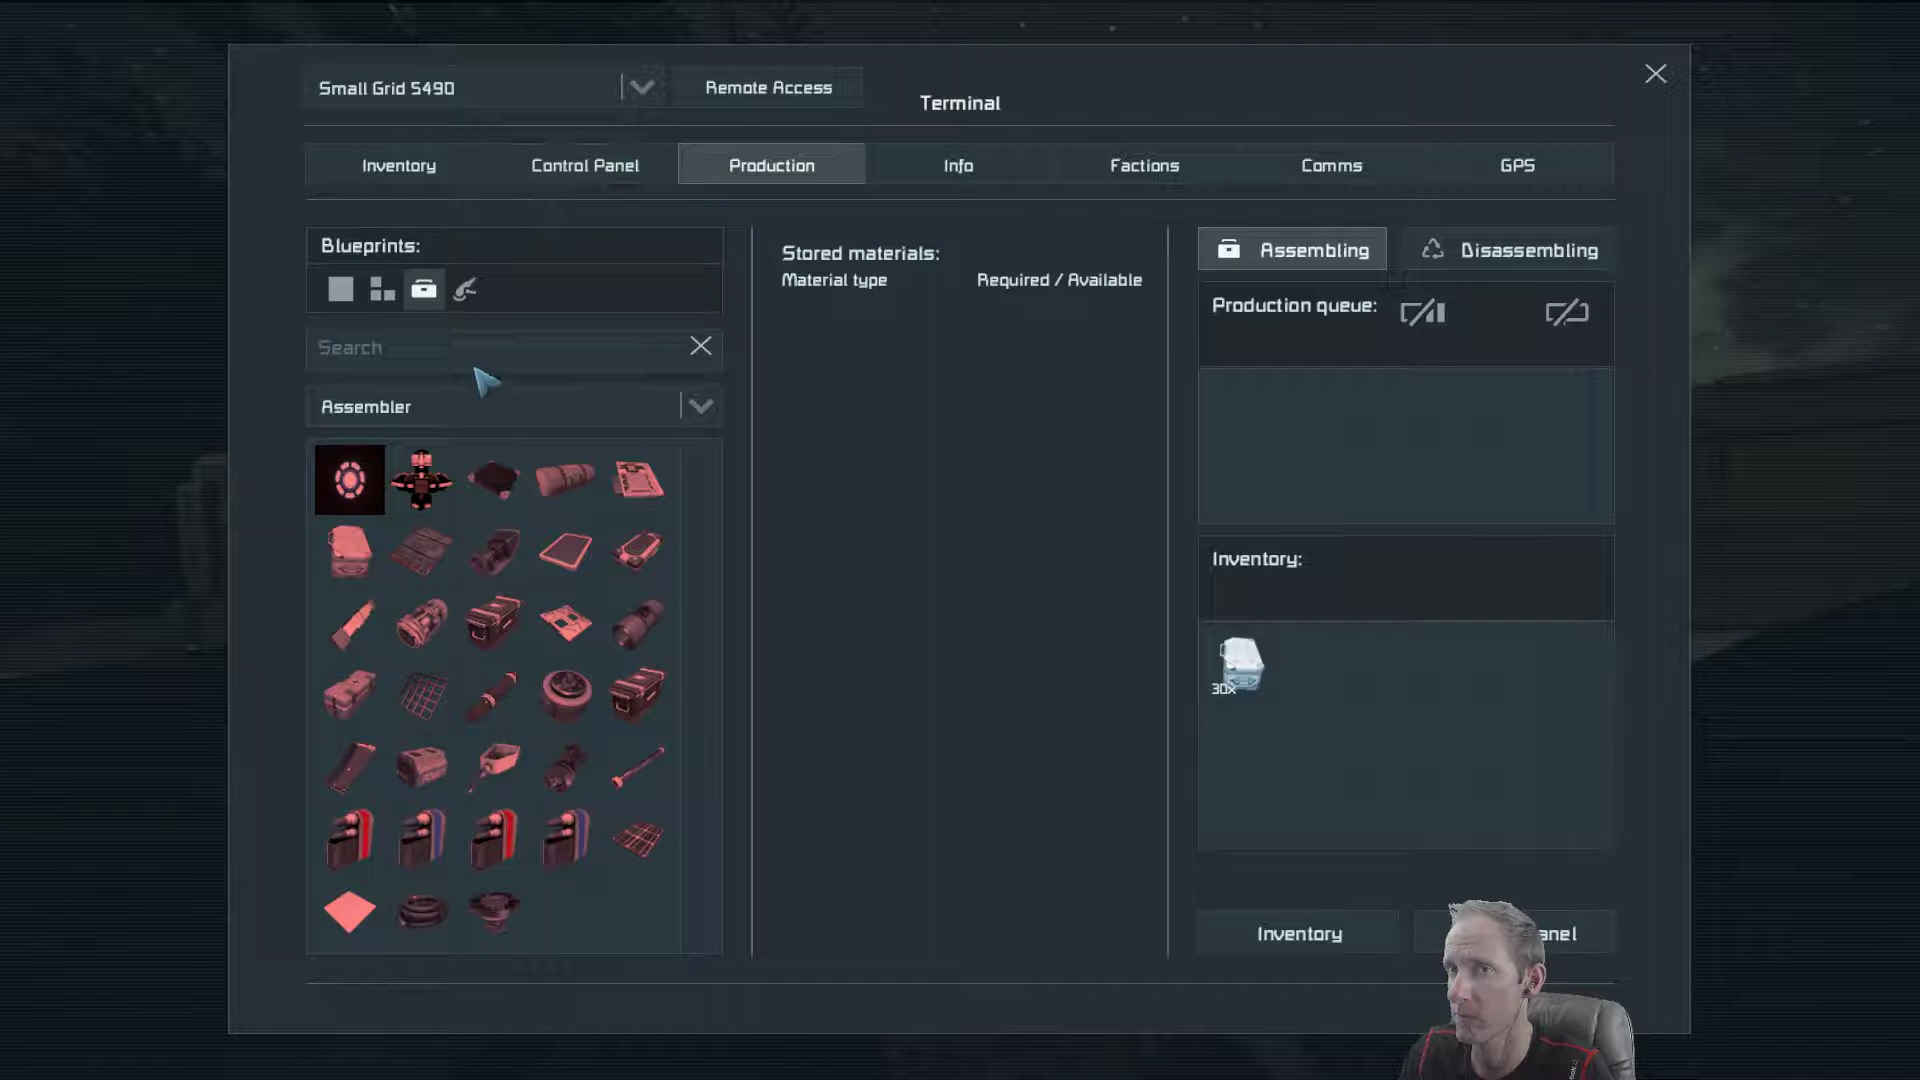 Small Grid 5490
Remote Access
Terminal
Inventory
Control Panel
Production
Info
Factions
Comms
GPS
Blueprints:
Search
Assembler
Stored materials:
Material type
Required / Available
Assembling
Disassembling
Production queue:
Inventory:
30x
Inventory
anel